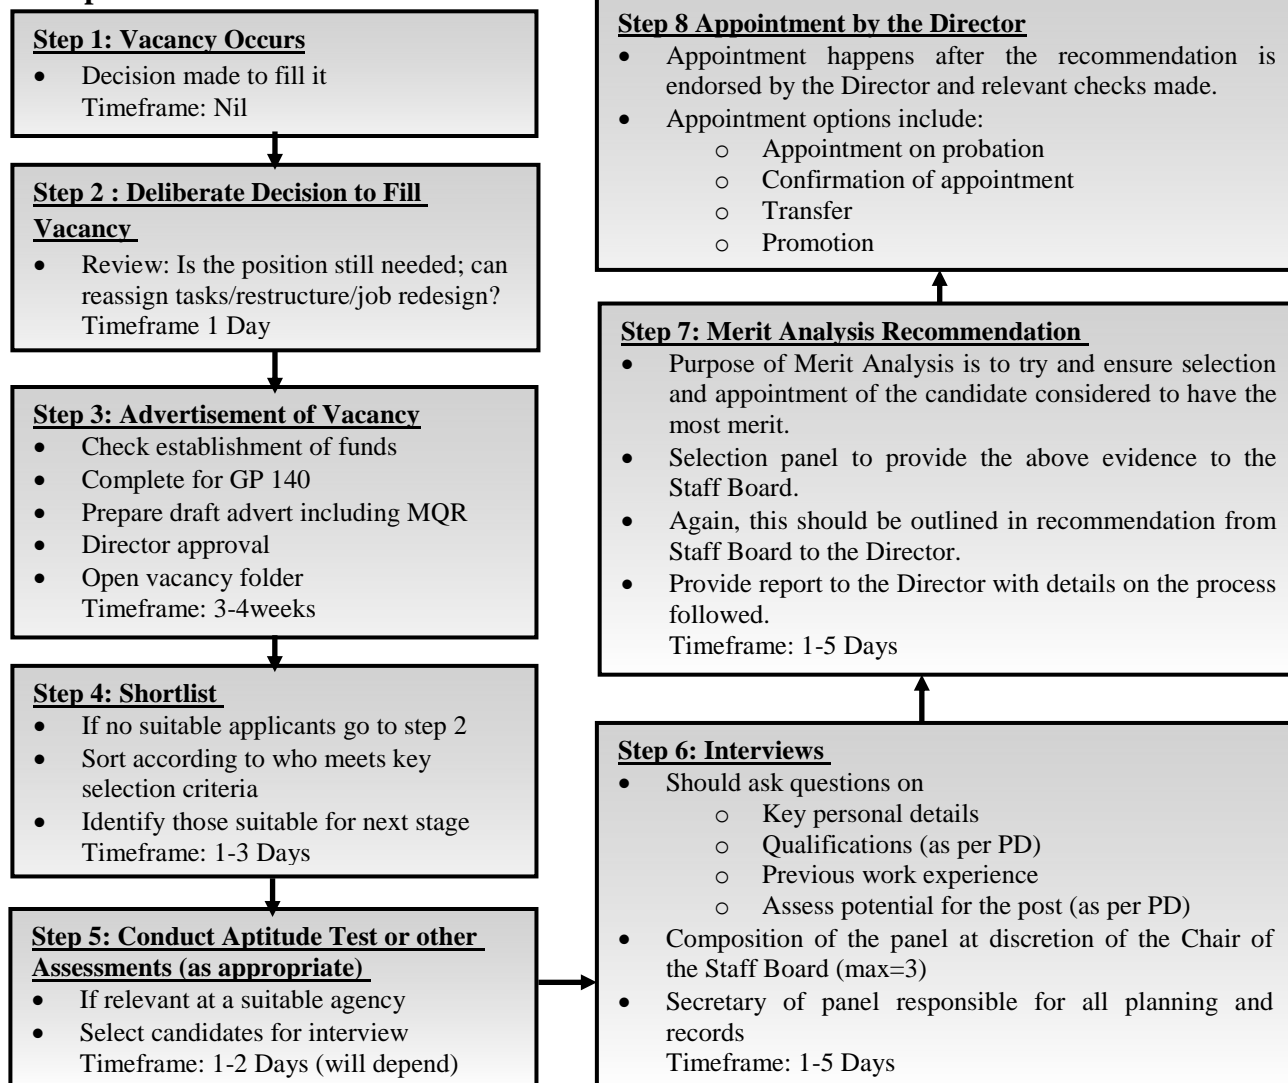 Step 1: Vacancy Occurs
• Decision made to fill it
Timeframe: Nil
Step 2 : Deliberate Decision to Fill
Vacancy
• Review: Is the position still needed; can
reassign tasks/restructure/job redesign?
Timeframe 1 Day
Step 3: Advertisement of Vacancy
• Check establishment of funds
• Complete for GP 140
• Prepare draft advert including MQR
• Director approval
• Open vacancy folder
Timeframe: 3-4weeks
Step 4: Shortlist
• If no suitable applicants go to step 2
• Sort according to who meets key
selection criteria
• Identify those suitable for next stage
Timeframe: 1-3 Days
Step 5: Conduct Aptitude Test or other
Assessments (as appropriate)
• If relevant at a suitable agency
• Select candidates for interview
Timeframe: 1-2 Days (will depend)
Step 6: Interviews
• Should ask questions on
o Key personal details
o Qualifications (as per PD)
o Previous work experience
o Assess potential for the post (as per PD)
• Composition of the panel at discretion of the Chair of
the Staff Board (max=3)
• Secretary of panel responsible for all planning and
records
Timeframe: 1-5 Days
Step 7: Merit Analysis Recommendation
• Purpose of Merit Analysis is to try and ensure selection
and appointment of the candidate considered to have the
most merit.
• Selection panel to provide the above evidence to the
Staff Board.
• Again, this should be outlined in recommendation from
Staff Board to the Director.
• Provide report to the Director with details on the process
followed.
Timeframe: 1-5 Days
Step 8 Appointment by the Director
• Appointment happens after the recommendation is
endorsed by the Director and relevant checks made.
• Appointment options include:
o Appointment on probation
o Confirmation of appointment
o Transfer
o Promotion